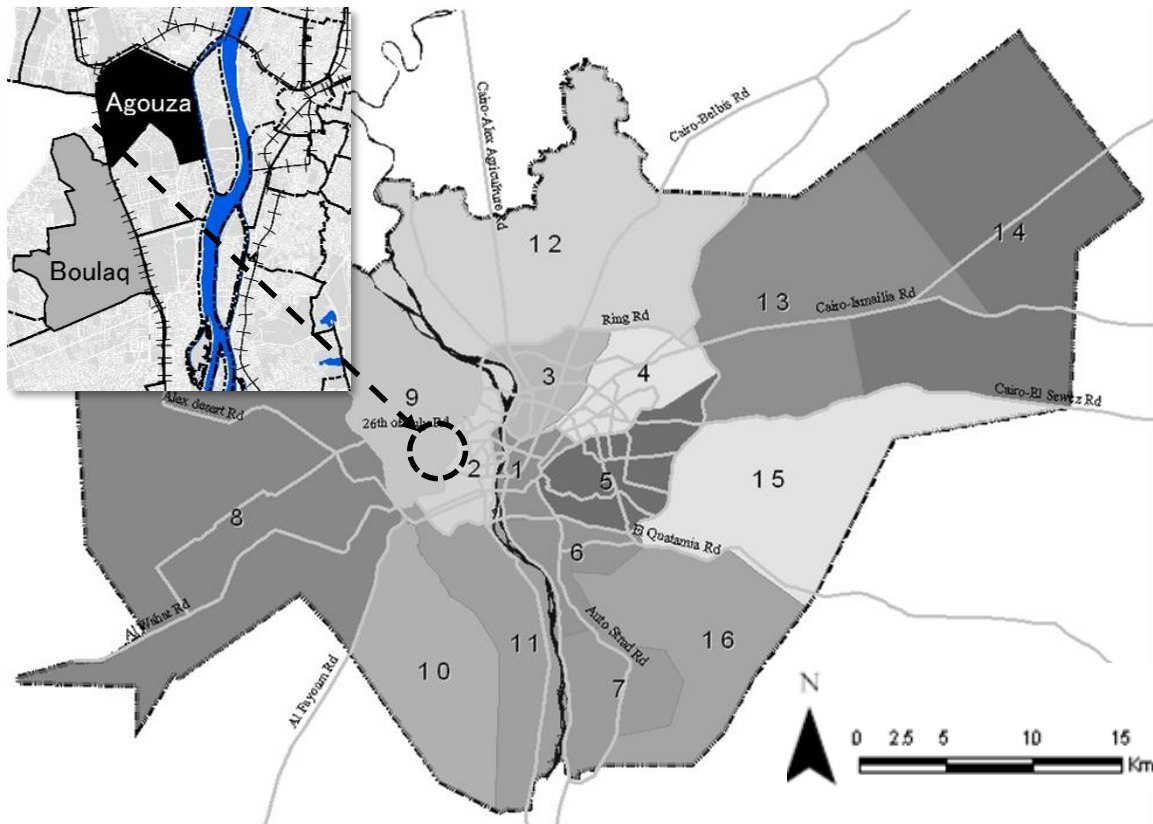 Agouza
Boulaq
Cairo-Alex Agriculture Rd
Cairo-Belbis Rd
12
14
13
Cairo-Ismailia Rd
Ring Rd
3
4
9
Alex desert Rd
Cairo-El Sewez Rd
2
1
5
15
8
El Quatamia Rd
6
Al Wahat Rd
10
11
Auto Strad Rd
16
7
Al Fayoum Rd
N
0 2.5 5 10 15
Km